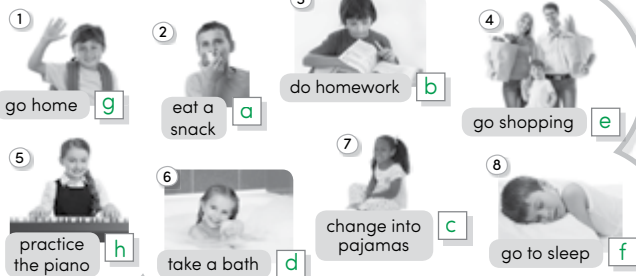 1
go home g
2
eat a
snack a
3
do homework b
4
go shopping e
5
practice
the piano h
6
take a bath d
7
change into
pajamas c
8
go to sleep f